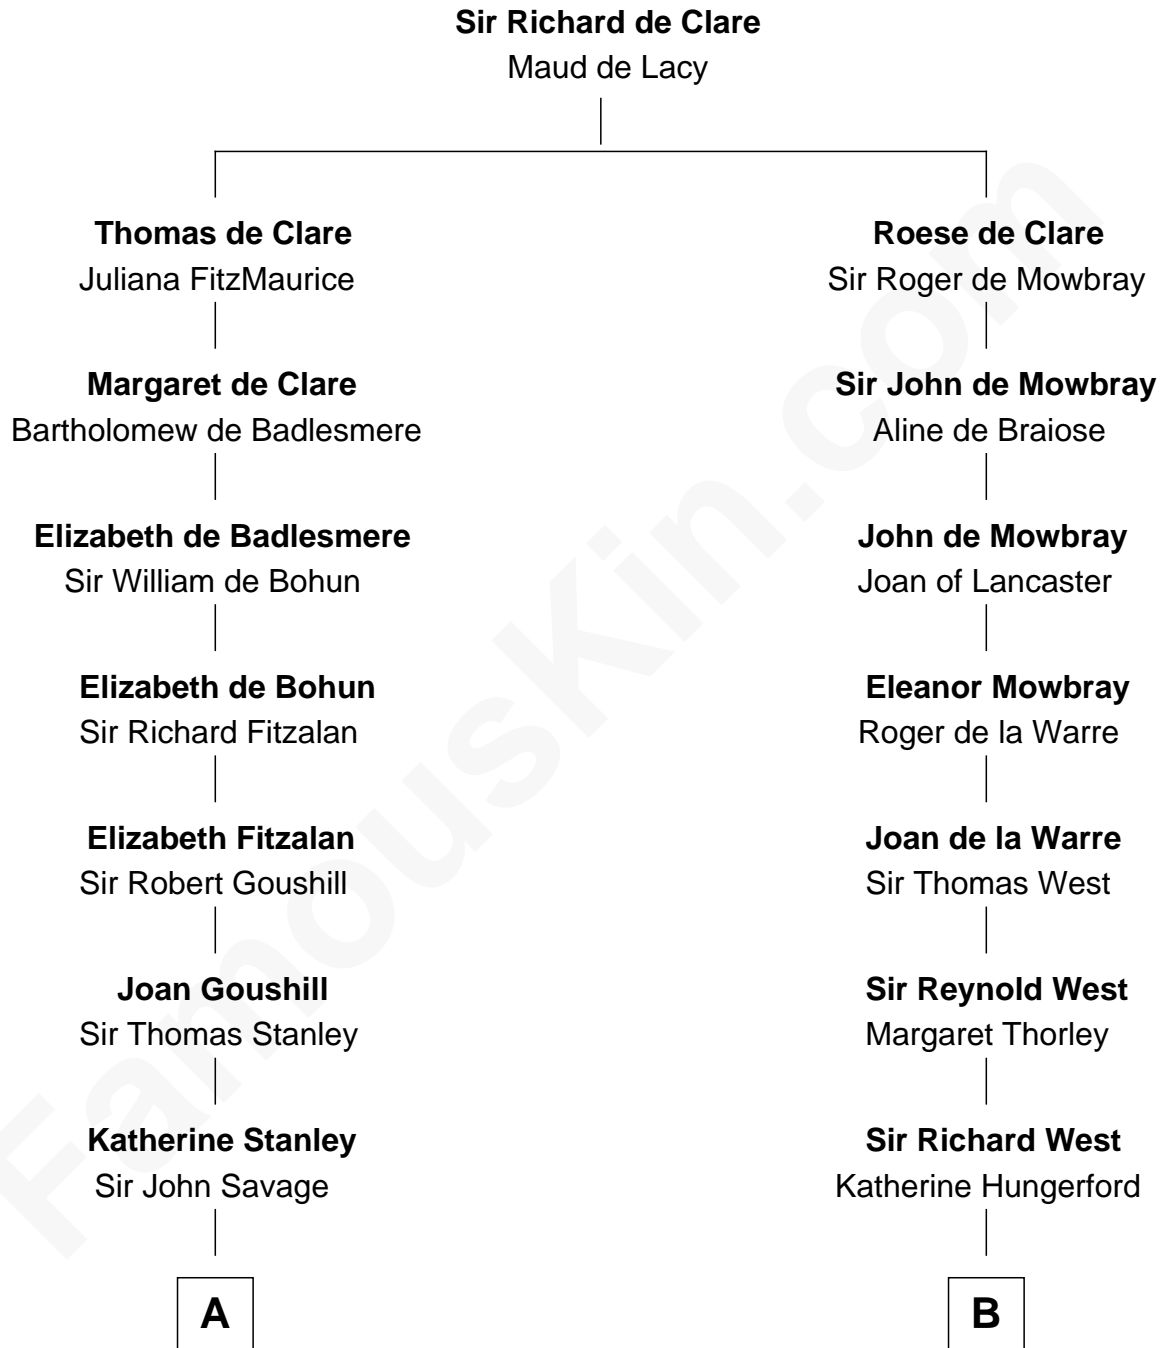 Sir Richard de Clare
Maud de Lacy
Thomas de Clare
Juliana FitzMaurice
Margaret de Clare
Bartholomew de Badlesmere
Elizabeth de Badlesmere
Sir William de Bohun
Elizabeth de Bohun
Sir Richard Fitzalan
Elizabeth Fitzalan
Sir Robert Goushill
Joan Goushill
Sir Thomas Stanley
Katherine Stanley
Sir John Savage
A
Roese de Clare
Sir Roger de Mowbray
Sir John de Mowbray
Aline de Braiose
John de Mowbray
Joan of Lancaster
Eleanor Mowbray
Roger de la Warre
Joan de la Warre
Sir Thomas West
Sir Reynold West
Margaret Thorley
Sir Richard West
Katherine Hungerford
B
FamousKin.com